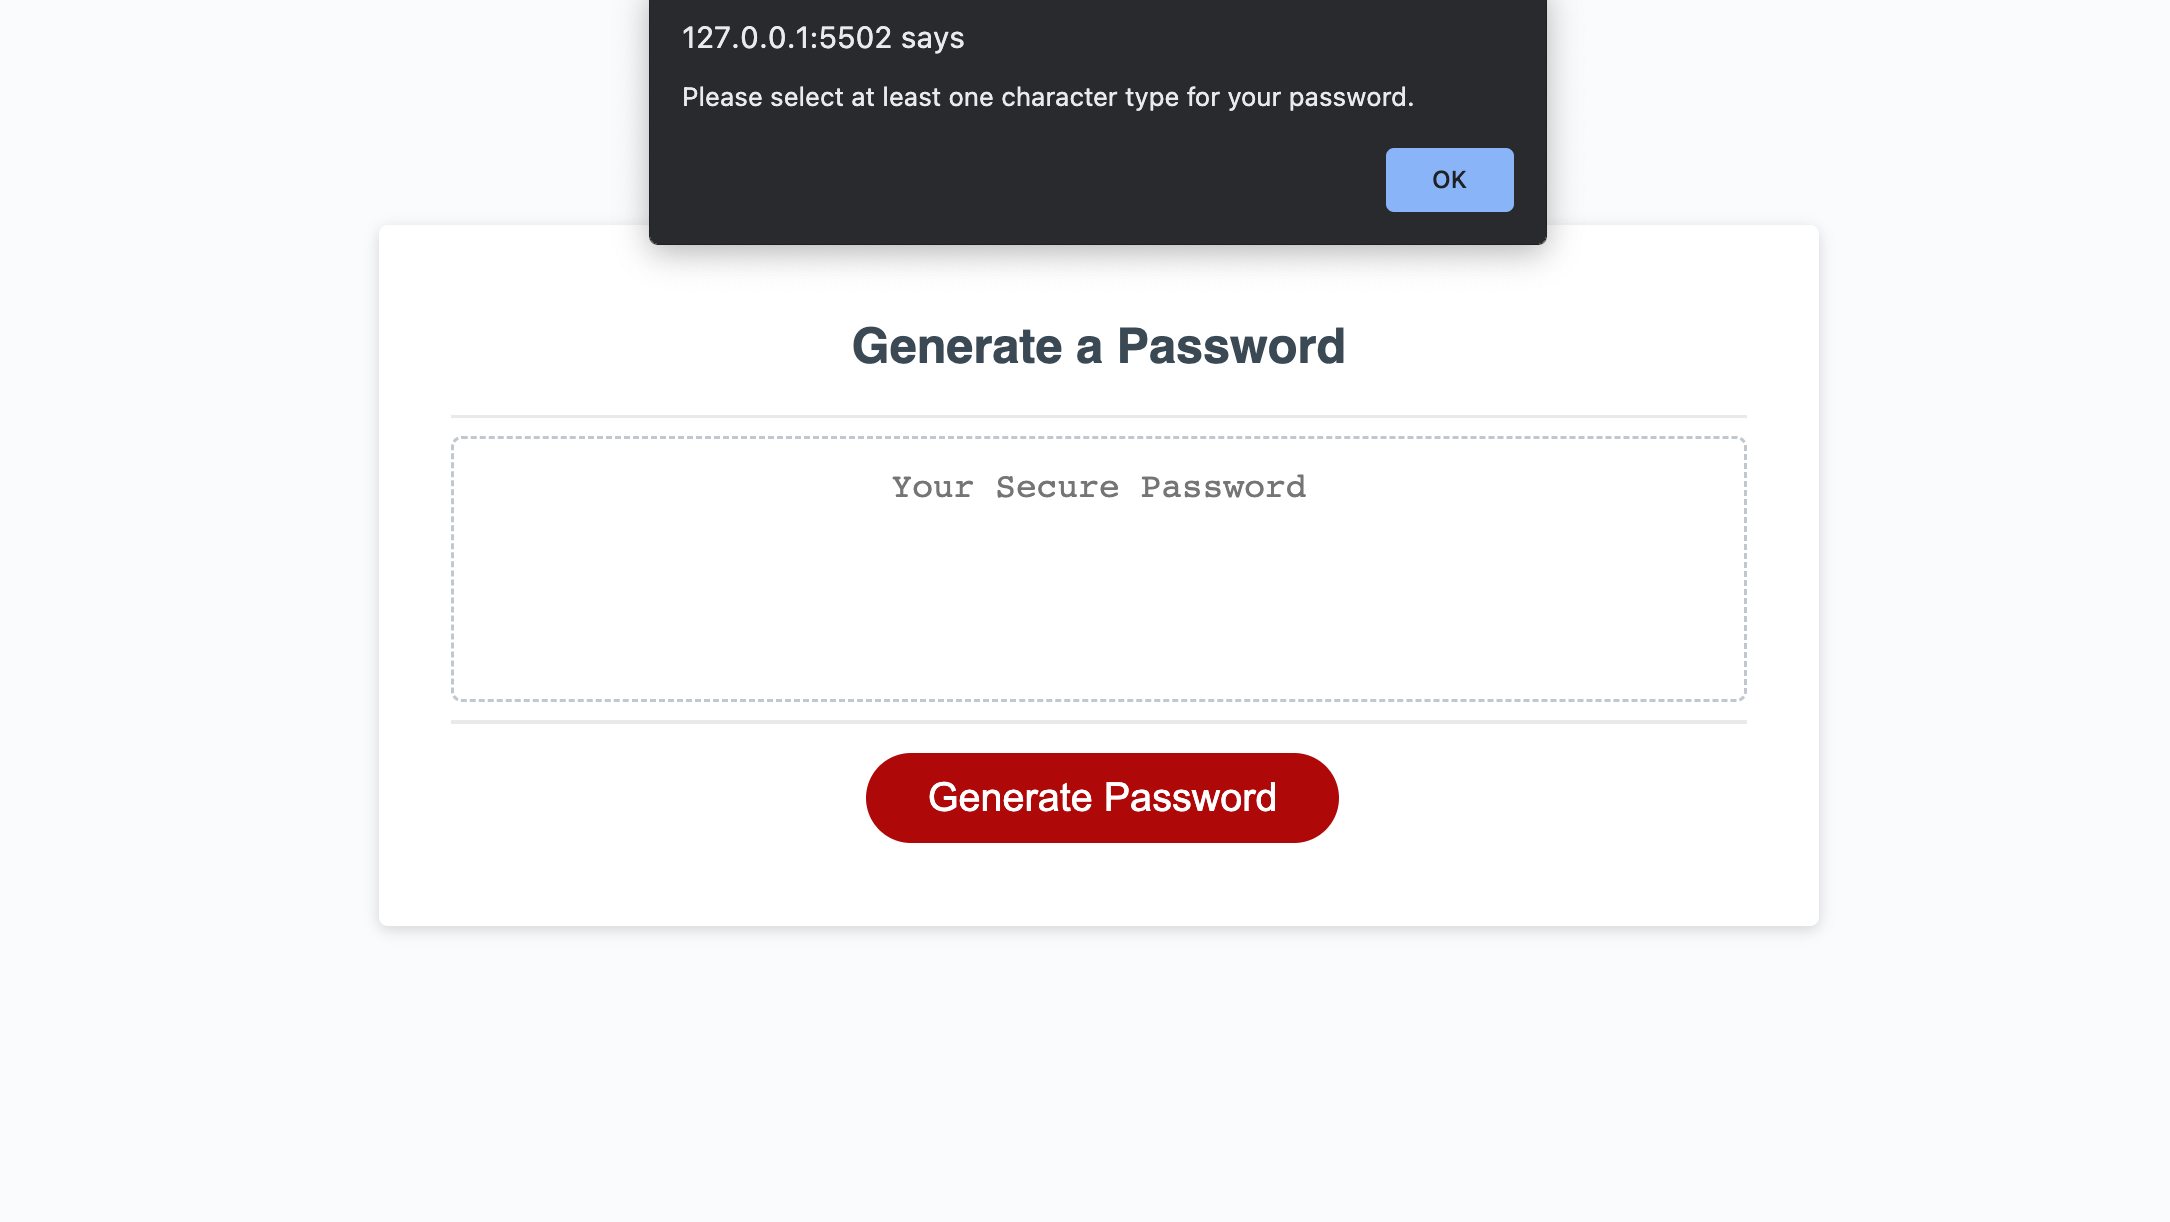 127.0.0.1:5502 says
Please select at least one character type for your password.
OK
Generate a Password
Your Secure Password
Generate Password